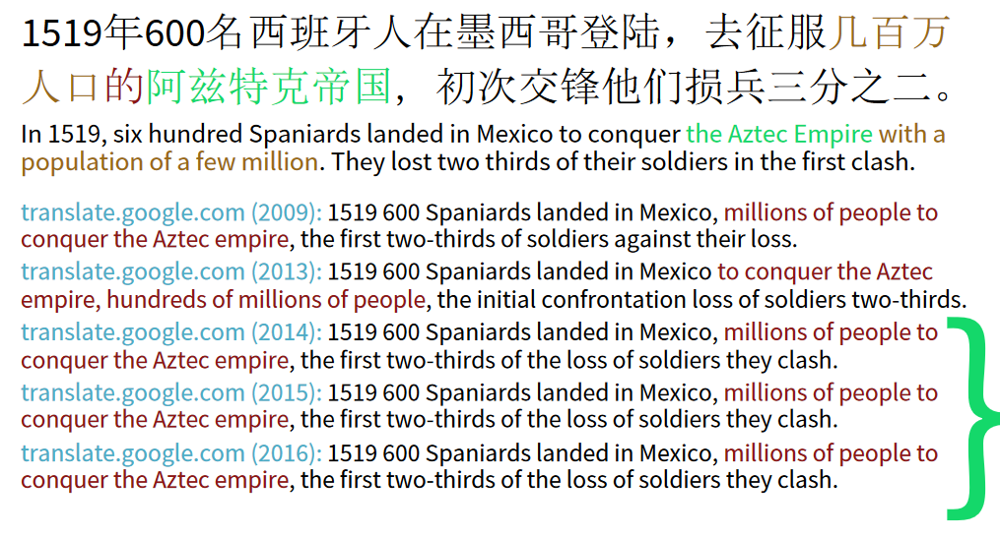 1519年600名西班牙人在墨西哥登陆，去征服几百万
人口的阿兹特克帝国，初次交锋他们损兵三分之二。
In 1519, six hundred Spaniards landed in Mexico to conquer the Aztec Empire with a
population of a few million. They lost two thirds of their soldiers in the first clash.
translate.google.com (2009): 1519 600 Spaniards landed in Mexico, millions of people to
conquer the Aztec empire, the first two-thirds of soldiers against their loss.
translate.google.com (2013): 1519 600 Spaniards landed in Mexico to conquer the Aztec
empire, hundreds of millions of people, the initial confrontation loss of soldiers two-thirds.
translate.google.com (2014): 1519 600 Spaniards landed in Mexico, millions of people to
conquer the Aztec empire, the first two-thirds of the loss of soldiers they clash.
translate.google.com (2015): 1519 600 Spaniards landed in Mexico, millions of people to
conquer the Aztec empire, the first two-thirds of the loss of soldiers they clash.
translate.google.com (2016): 1519 600 Spaniards landed in Mexico, millions of people to
conquer the Aztec empire, the first two-thirds of the loss of soldiers they clash.
}